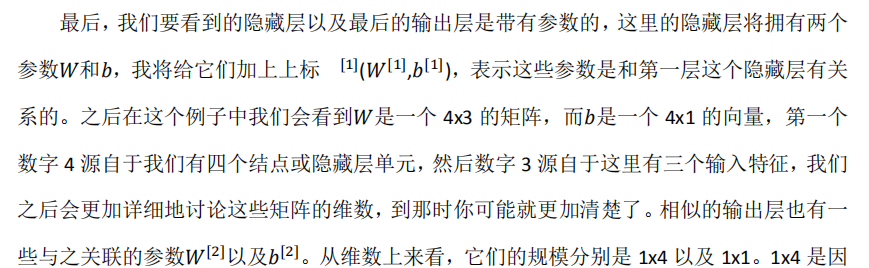 最后，我们要看到的隐藏层以及最后的输出层是带有参数的，这里的隐藏层将拥有两个
参数W和b，我将给它们加上上标 [1](W[1],b[1])，表示这些参数是和第一层这个隐藏层有关
系的。之后在这个例子中我们会看到W是一个 4x3 的矩阵，而b是一个 4x1 的向量，第一个
数字 4 源自于我们有四个结点或隐藏层单元，然后数字 3 源自于这里有三个输入特征，我们
之后会更加详细地讨论这些矩阵的维数，到那时你可能就更加清楚了。相似的输出层也有一
些与之关联的参数W[2]以及b[2]。从维数上来看，它们的规模分别是 1x4 以及 1x1。1x4 是因